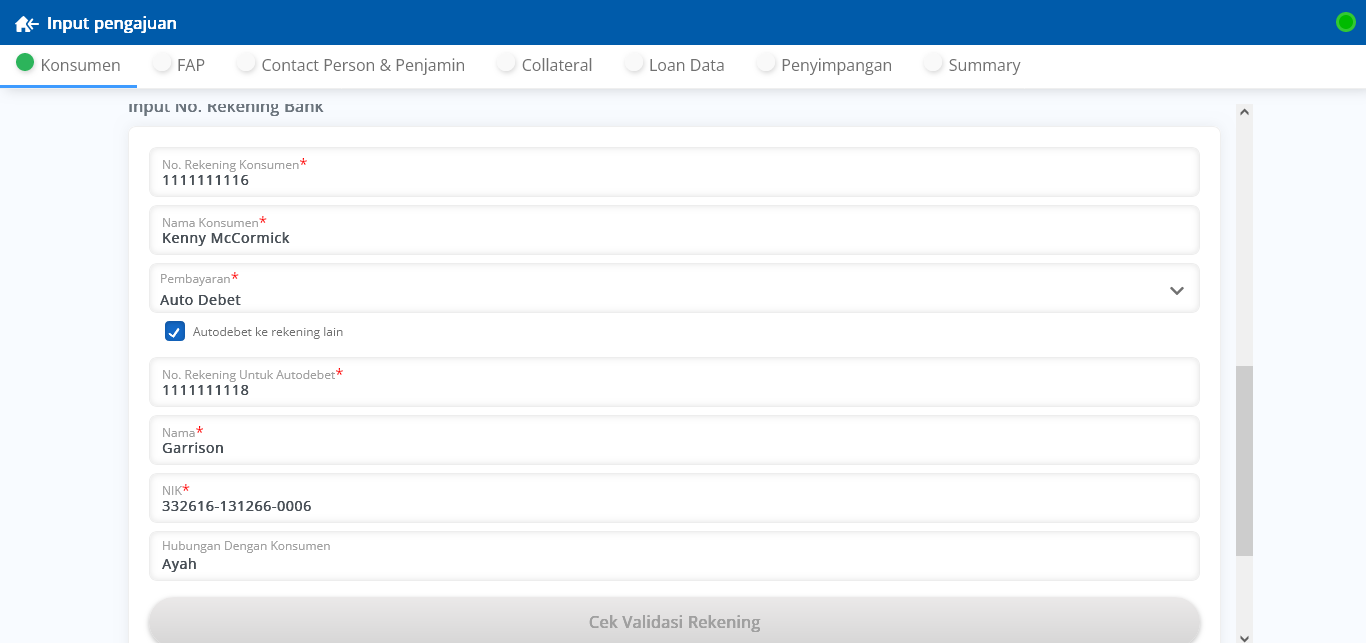 Input pengajuan
Konsumen FAP Contact Person & Penjamin Collateral Loan Data Penyimpangan Summary
Input No. Rekening Bank
No. Rekening Konsumen*
1111111116
Nama Konsumen*
Kenny McCormick
Pembayaran*
Auto Debet
Autodebet ke rekening lain
No. Rekening Untuk Autodebet*
1111111118
Nama*
Garrison
NIK*
332616-131266-0006
Hubungan Dengan Konsumen
Ayah
Cek Validasi Rekening